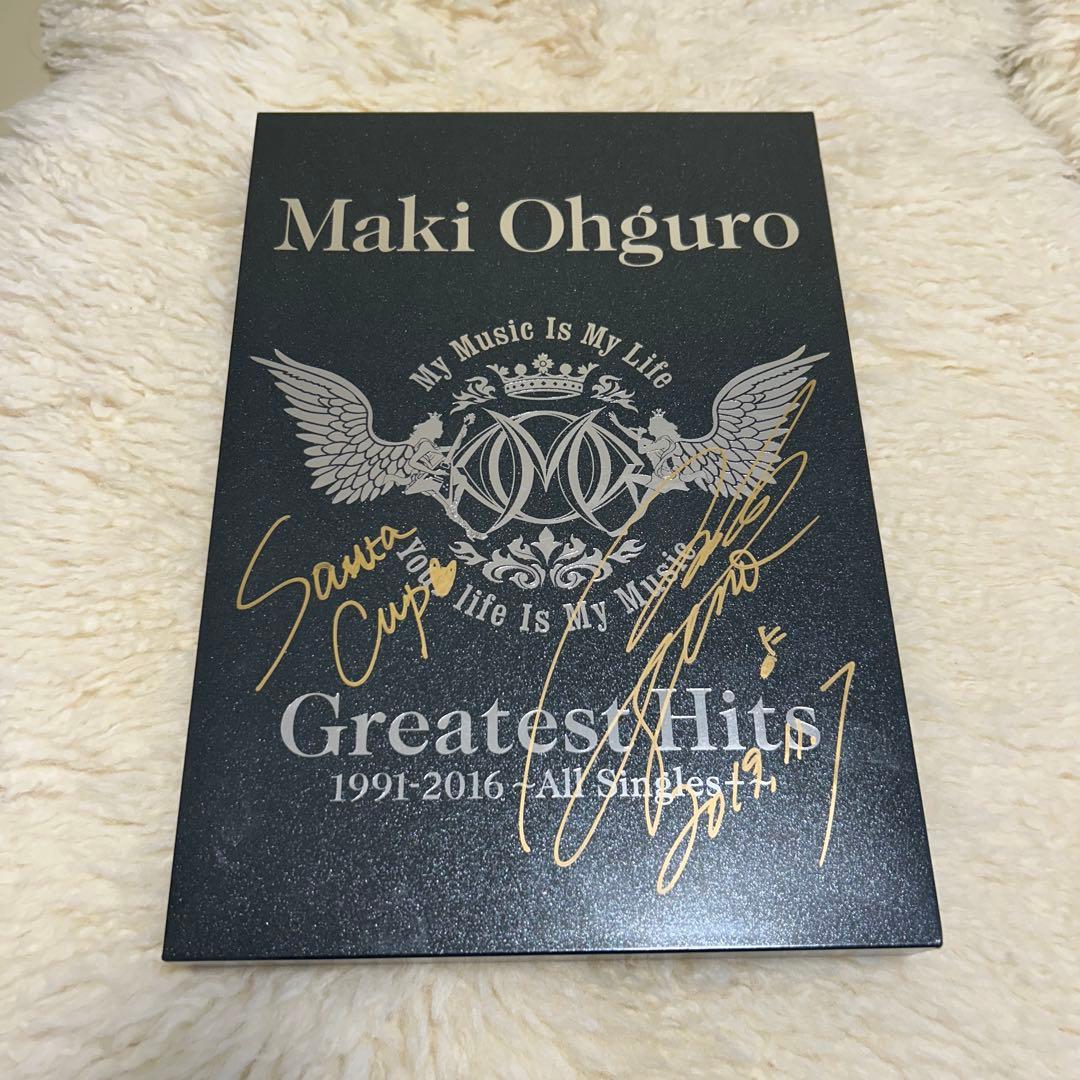 Maki Ohguro
My Music Is My Life
Your life Is My Music
Santa
Cup
Greatest Hits
1991-2016 ~All Singles+~
2019.11.7